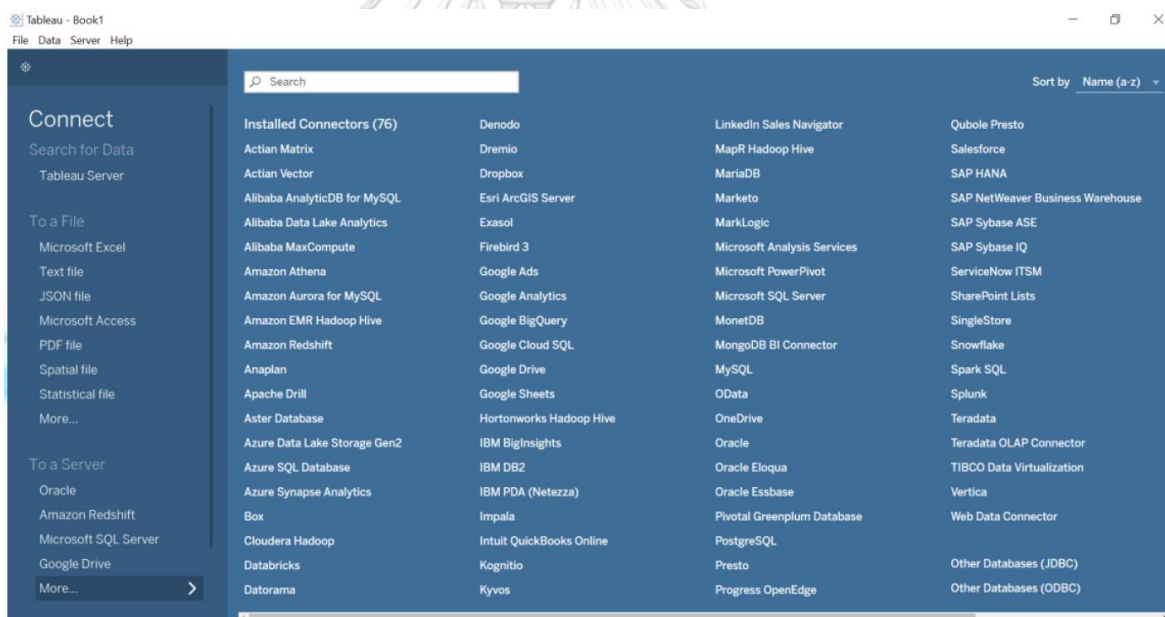 Tableau - Book1
File Data Server Help
Search
Sort by Name (a-z)
Connect
Search for Data
Tableau Server
To a File
Microsoft Excel
Text file
JSON file
Microsoft Access
PDF file
Spatial file
Statistical file
More...
To a Server
Oracle
Amazon Redshift
Microsoft SQL Server
Google Drive
More...
Installed Connectors (76)
Actian Matrix
Actian Vector
Alibaba AnalyticDB for MySQL
Alibaba Data Lake Analytics
Alibaba MaxCompute
Amazon Athena
Amazon Aurora for MySQL
Amazon EMR Hadoop Hive
Amazon Redshift
Anaplan
Apache Drill
Aster Database
Azure Data Lake Storage Gen2
Azure SQL Database
Azure Synapse Analytics
Box
Cloudera Hadoop
Databricks
Datorama
Denodo
Dremio
Dropbox
Esri ArcGIS Server
Exasol
Firebird 3
Google Ads
Google Analytics
Google BigQuery
Google Cloud SQL
Google Drive
Google Sheets
Hortonworks Hadoop Hive
IBM BigInsights
IBM DB2
IBM PDA (Netezza)
Impala
Intuit QuickBooks Online
Kognitio
Kyvos
LinkedIn Sales Navigator
MapR Hadoop Hive
MariaDB
Marketo
MarkLogic
Microsoft Analysis Services
Microsoft PowerPivot
Microsoft SQL Server
MonetDB
MongoDB BI Connector
MySQL
OData
OneDrive
Oracle
Oracle Eloqua
Oracle Essbase
Pivotal Greenplum Database
PostgreSQL
Presto
Progress OpenEdge
Qubole Presto
Salesforce
SAP HANA
SAP NetWeaver Business Warehouse
SAP Sybase ASE
SAP Sybase IQ
ServiceNow ITSM
SharePoint Lists
SingleStore
Snowflake
Spark SQL
Splunk
Teradata
Teradata OLAP Connector
TIBCO Data Virtualization
Vertica
Web Data Connector
Other Databases (JDBC)
Other Databases (ODBC)